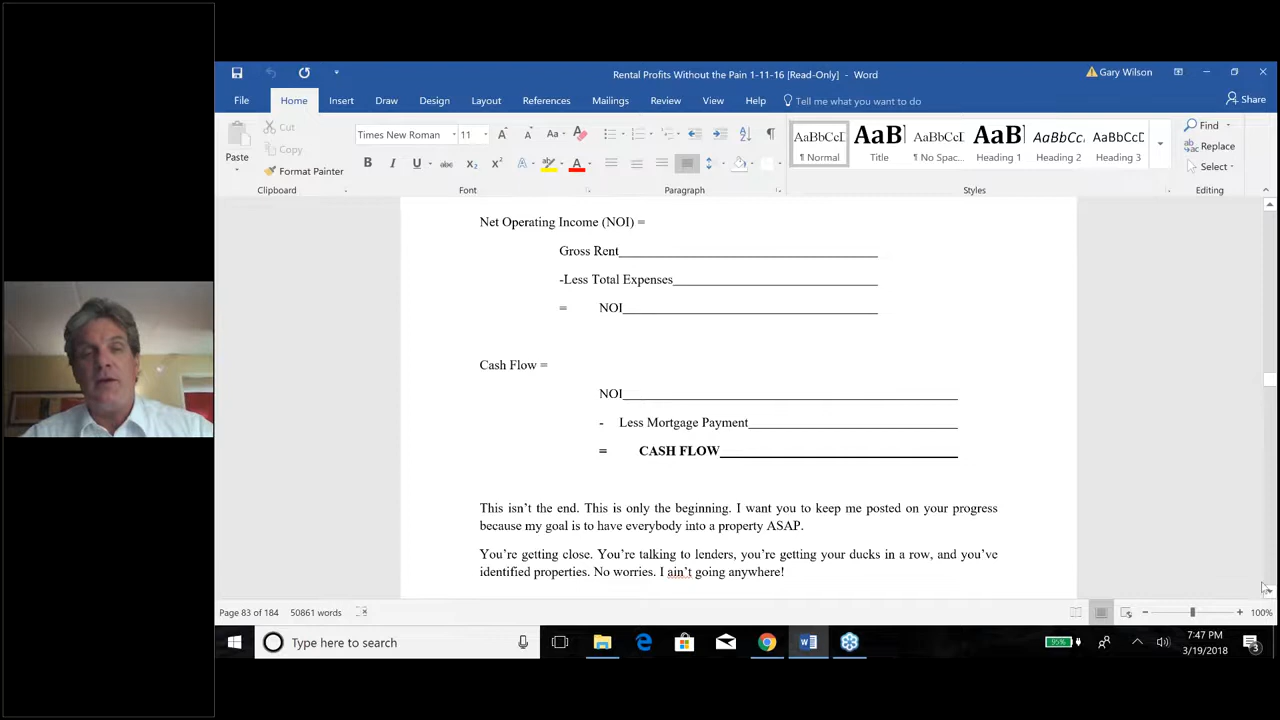 Rental Profits Without the Pain 1-11-16 [Read-Only] - Word
Gary Wilson
File Home Insert Draw Design Layout References Mailings Review View Help Tell me what you want to do
Share
Paste
Cut
Copy
Format Painter
Clipboard
Times New Roman 11
Font
Paragraph
AaBbCcD AaB AaBbCcD AaB AaBbCc AaBbCcD
¶ Normal Title ¶ No Spac... Heading 1 Heading 2 Heading 3
Styles
Find
Replace
Select
Editing
Net Operating Income (NOI) =
Gross Rent
-Less Total Expenses
= NOI
Cash Flow =
NOI
- Less Mortgage Payment
= CASH FLOW
This isn’t the end. This is only the beginning. I want you to keep me posted on your progress
because my goal is to have everybody into a property ASAP.
You’re getting close. You’re talking to lenders, you’re getting your ducks in a row, and you’ve
identified properties. No worries. I ain’t going anywhere!
Page 83 of 184 50861 words
100%
Type here to search
95%
7:47 PM
3/19/2018
3